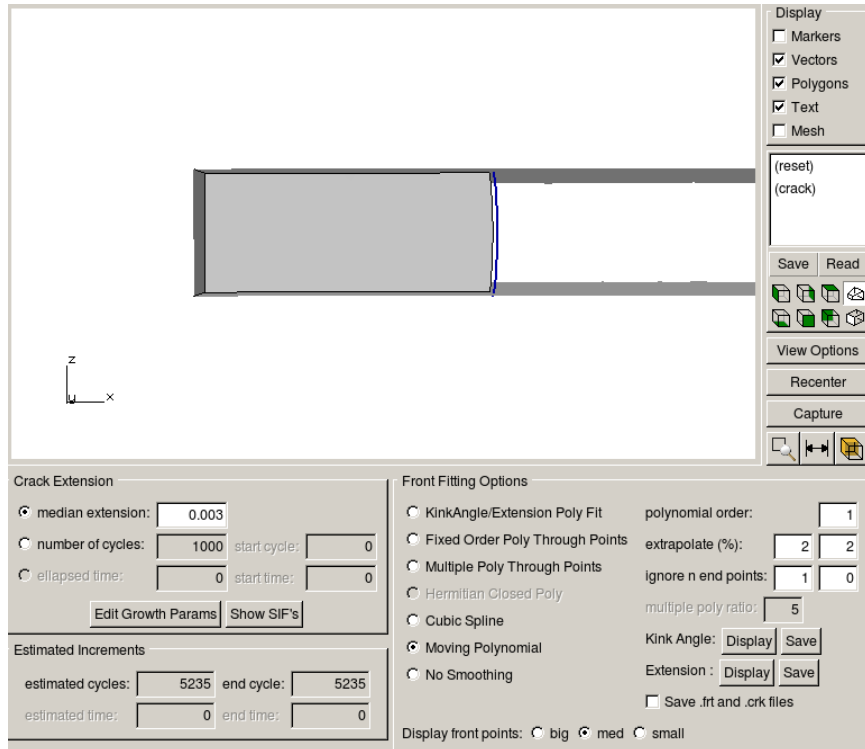 Display
Markers
Vectors
Polygons
Text
Mesh
(reset)
(crack)
Save Read
View Options
Recenter
Capture
z
x
Crack Extension
median extension: 0.003
number of cycles: 1000 start cycle: 0
ellapsed time: 0 start time: 0
Edit Growth Params Show SIF's
Estimated Increments
estimated cycles: 5235 end cycle: 5235
estimated time: 0 end time: 0
Front Fitting Options
KinkAngle/Extension Poly Fit
Fixed Order Poly Through Points
Multiple Poly Through Points
Hermitian Closed Poly
Cubic Spline
Moving Polynomial
No Smoothing
polynomial order: 1
extrapolate (%): 2 2
ignore n end points: 1 0
multiple poly ratio: 5
Kink Angle: Display Save
Extension : Display Save
Save .frt and .crk files
Display front points: big med small